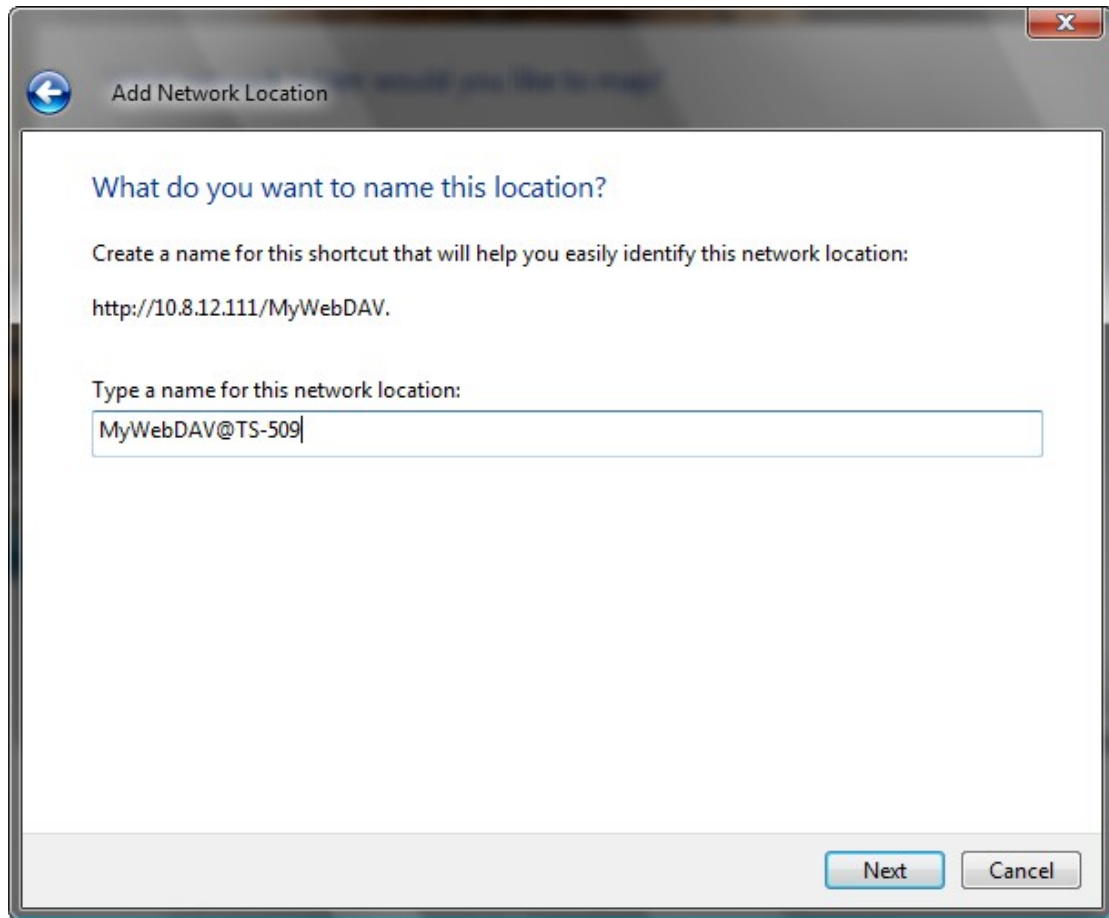 Add Network Location
What do you want to name this location?
Create a name for this shortcut that will help you easily identify this network location:
http://10.8.12.111/MyWebDAV.
Type a name for this network location:
MyWebDAV@TS-509
Next
Cancel